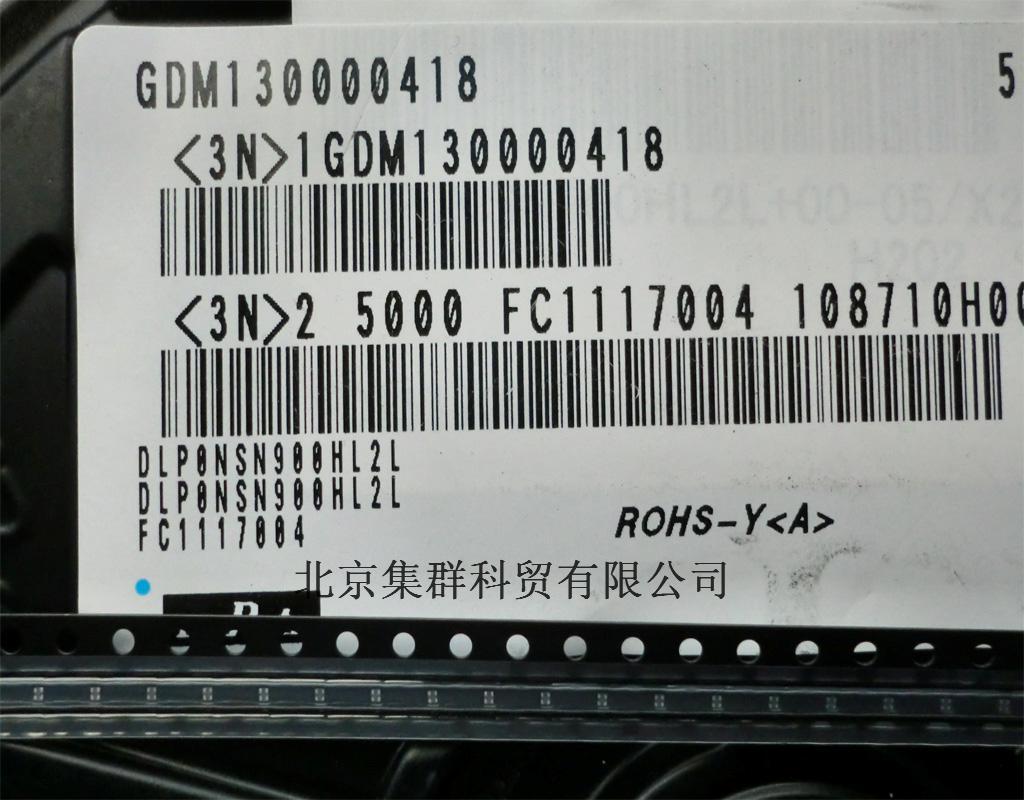 GDM130000418 5
<3N>1GDM130000418
<3N>2 5000 FC1117004 108710H00
DLP0NSN900HL2L
DLP0NSN900HL2L
FC1117004
ROHS-Y<A>
北京集群科贸有限公司